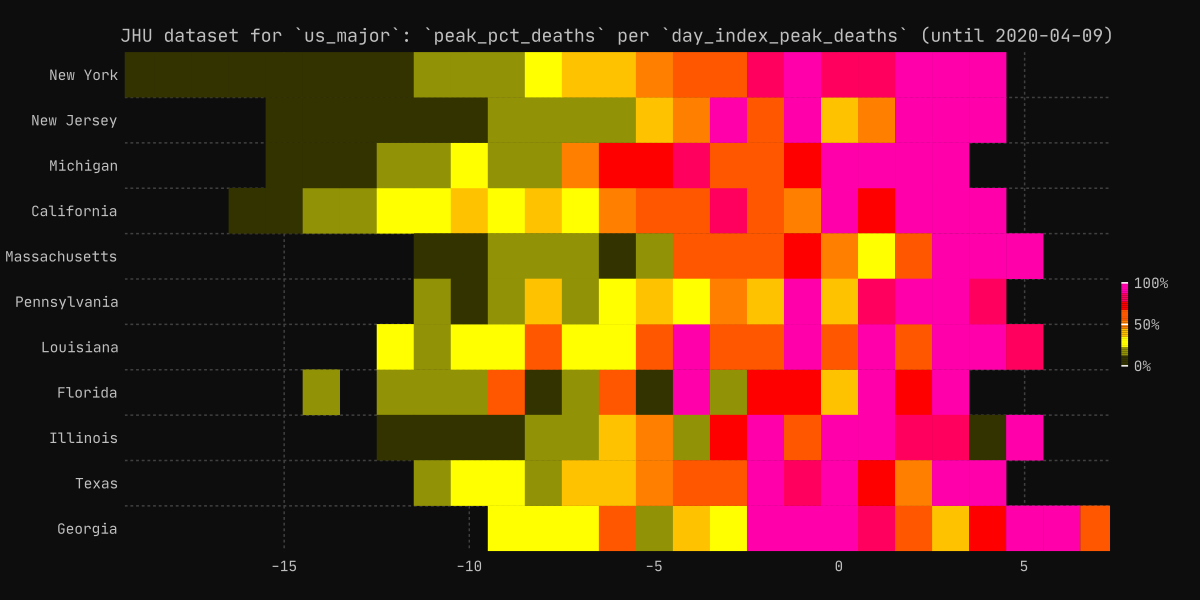 JHU dataset for `us_major`: `peak_pct_deaths` per `day_index_peak_deaths` (until 2020-04-09)
New York
New Jersey
Michigan
California
Massachusetts
Pennsylvania
Louisiana
Florida
Illinois
Texas
Georgia
−15
−10
−5
0
5
100%
50%
0%